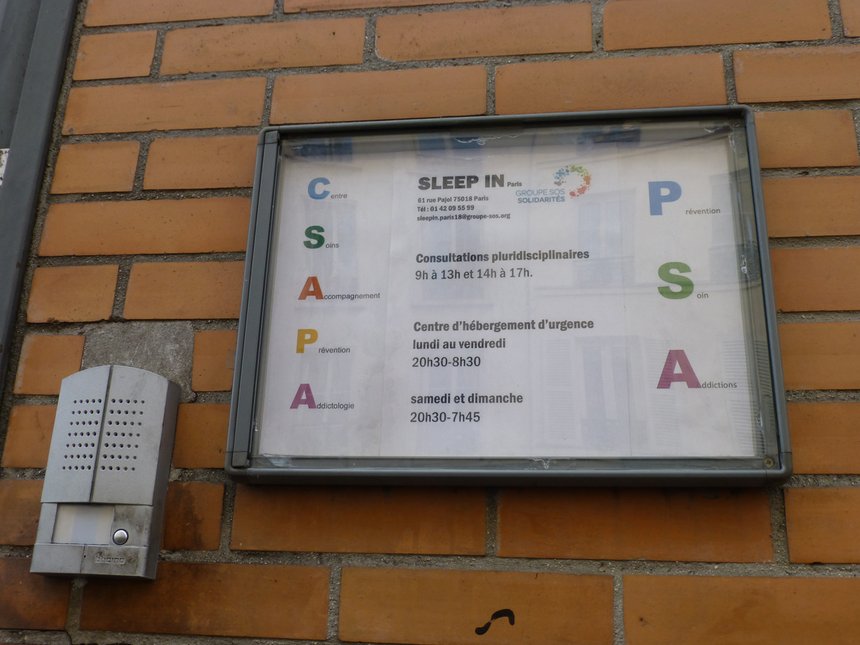 Centre
Soins
Accompagnement
Prévention
Addictologie
SLEEP IN Paris
61 rue Pajol 75018 Paris
Tél : 01 42 09 55 99
sleepin.paris18@groupe-sos.org
GROUPE SOS
SOLIDARITÉS
Consultations pluridisciplinaires
9h à 13h et 14h à 17h.
Centre d'hébergement d'urgence
lundi au vendredi
20h30-8h30
samedi et dimanche
20h30-7h45
Prévention
Soin
Addictions